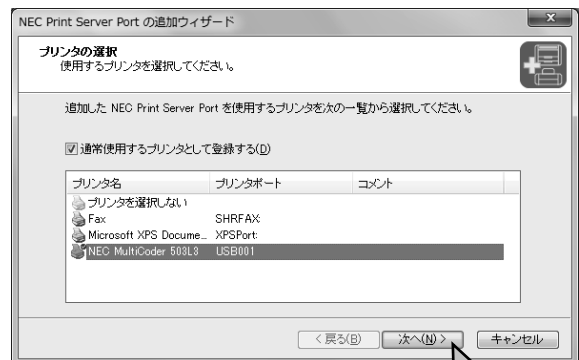 NEC Print Server Port の追加ウィザード
プリンタの選択
使用するプリンタを選択してください。
追加した NEC Print Server Port を使用するプリンタを次の一覧から選択してください。
通常使用するプリンタとして登録する(D)
プリンタ名 プリンタポート コメント
プリンタを選択しない
Fax SHRFAX:
Microsoft XPS Docume... XPSPort:
NEC MultiCoder 503L3 USB001
< 戻る(B) 次へ(N) > キャンセル